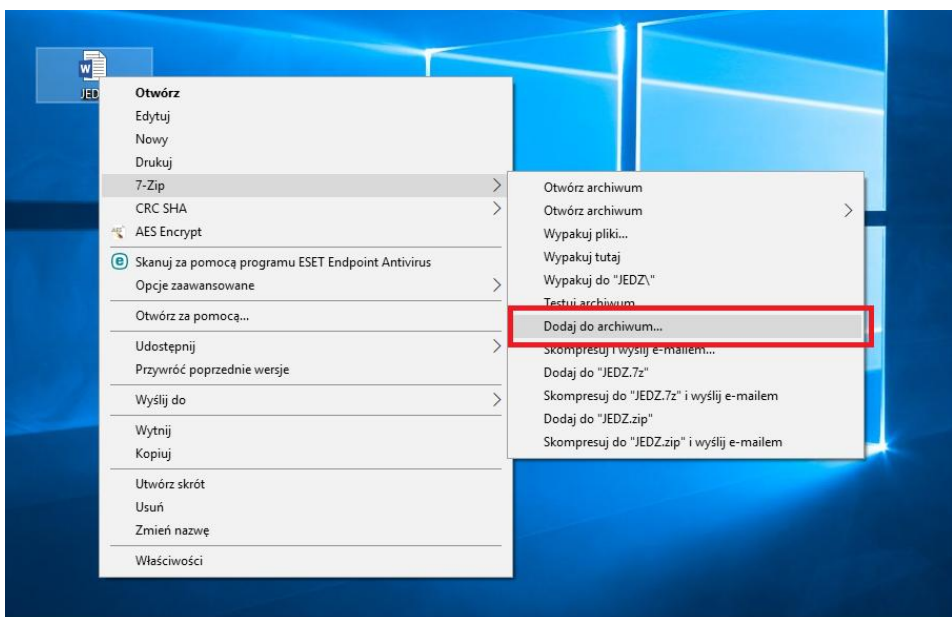 JED
Otwórz
Edytuj
Nowy
Drukuj
7-Zip
CRC SHA
AES Encrypt
Skanuj za pomocą programu ESET Endpoint Antivirus
Opcje zaawansowane
Otwórz za pomocą...
Udostępnij
Przywróć poprzednie wersje
Wyślij do
Wytnij
Kopiuj
Utwórz skrót
Usuń
Zmień nazwę
Właściwości
Otwórz archiwum
Otwórz archiwum
Wypakuj pliki...
Wypakuj tutaj
Wypakuj do "JEDZ\"
Testuj archiwum
Dodaj do archiwum...
Skompresuj i wyślij e-mailem...
Dodaj do "JEDZ.7z"
Skompresuj do "JEDZ.7z" i wyślij e-mailem
Dodaj do "JEDZ.zip"
Skompresuj do "JEDZ.zip" i wyślij e-mailem